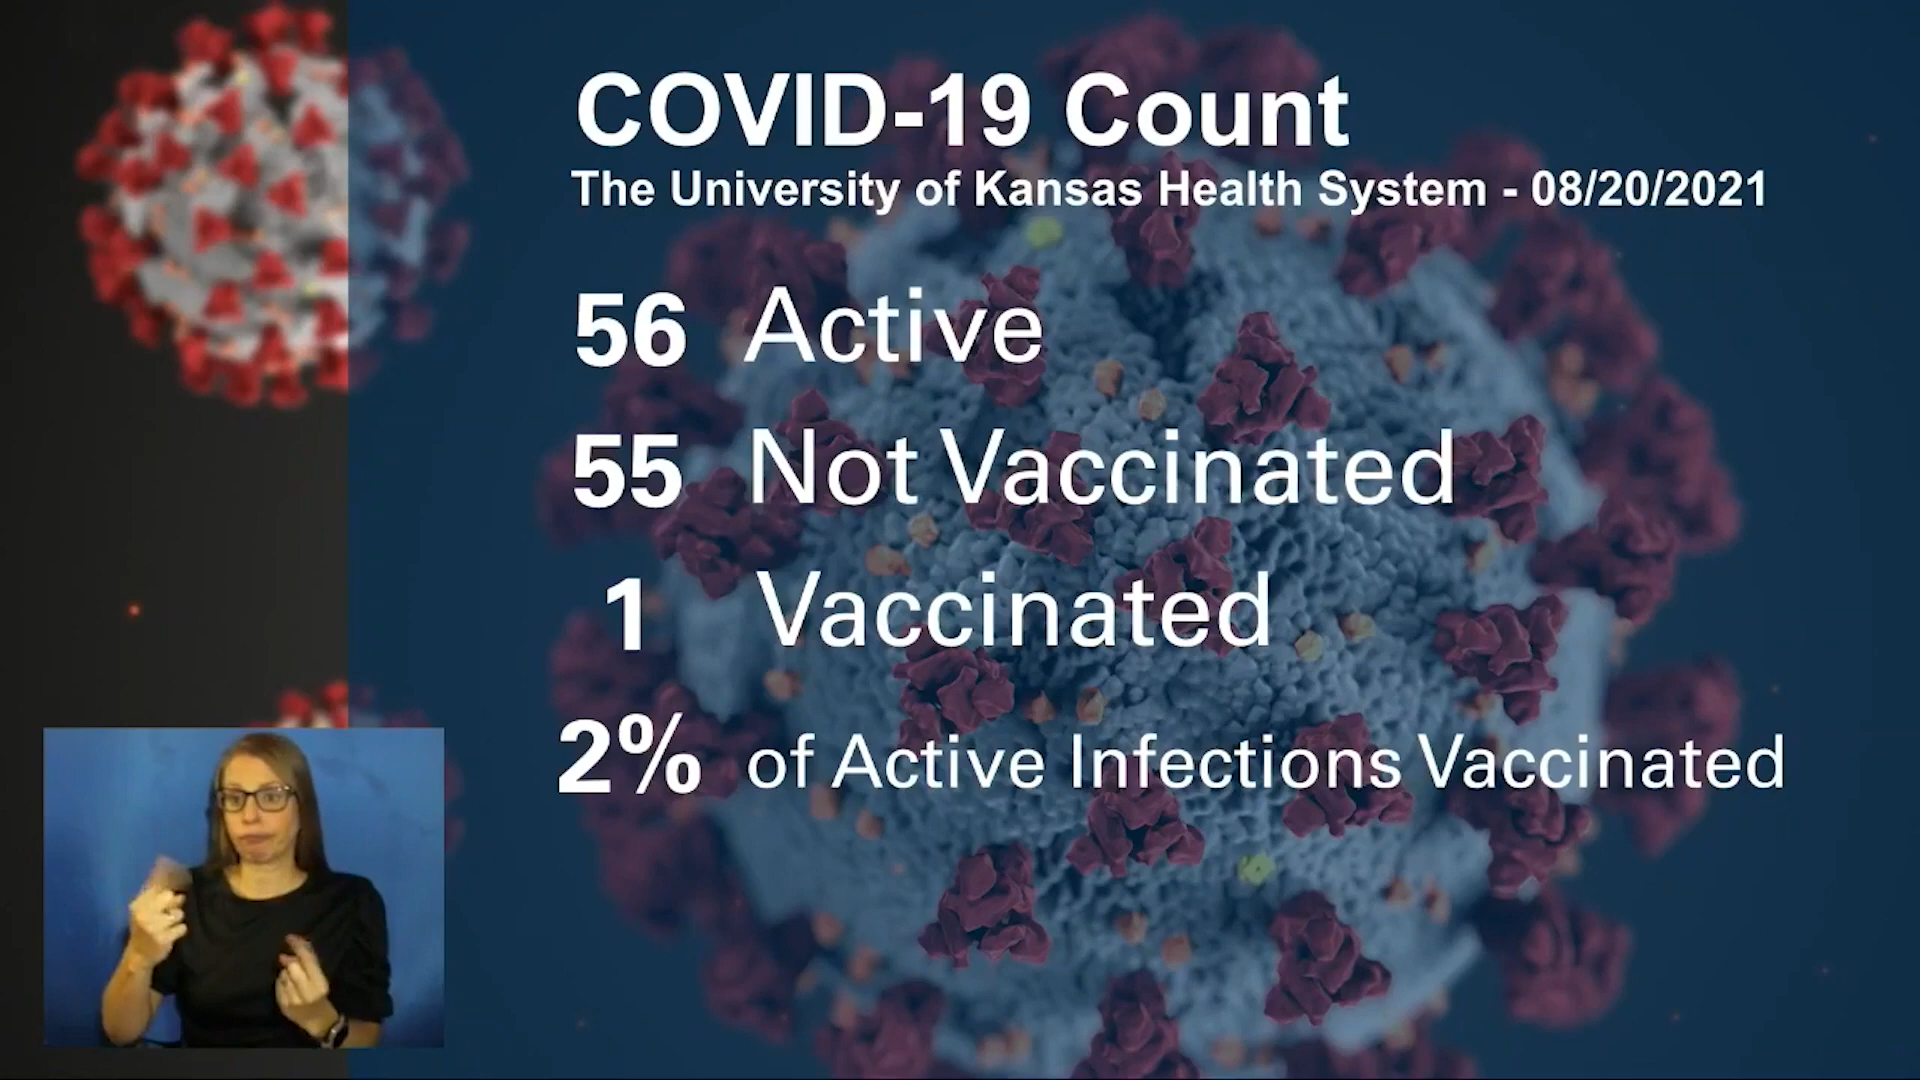 COVID-19 Count
The University of Kansas Health System - 08/20/2021
56 Active
55 Not Vaccinated
1 Vaccinated
2% of Active Infections Vaccinated